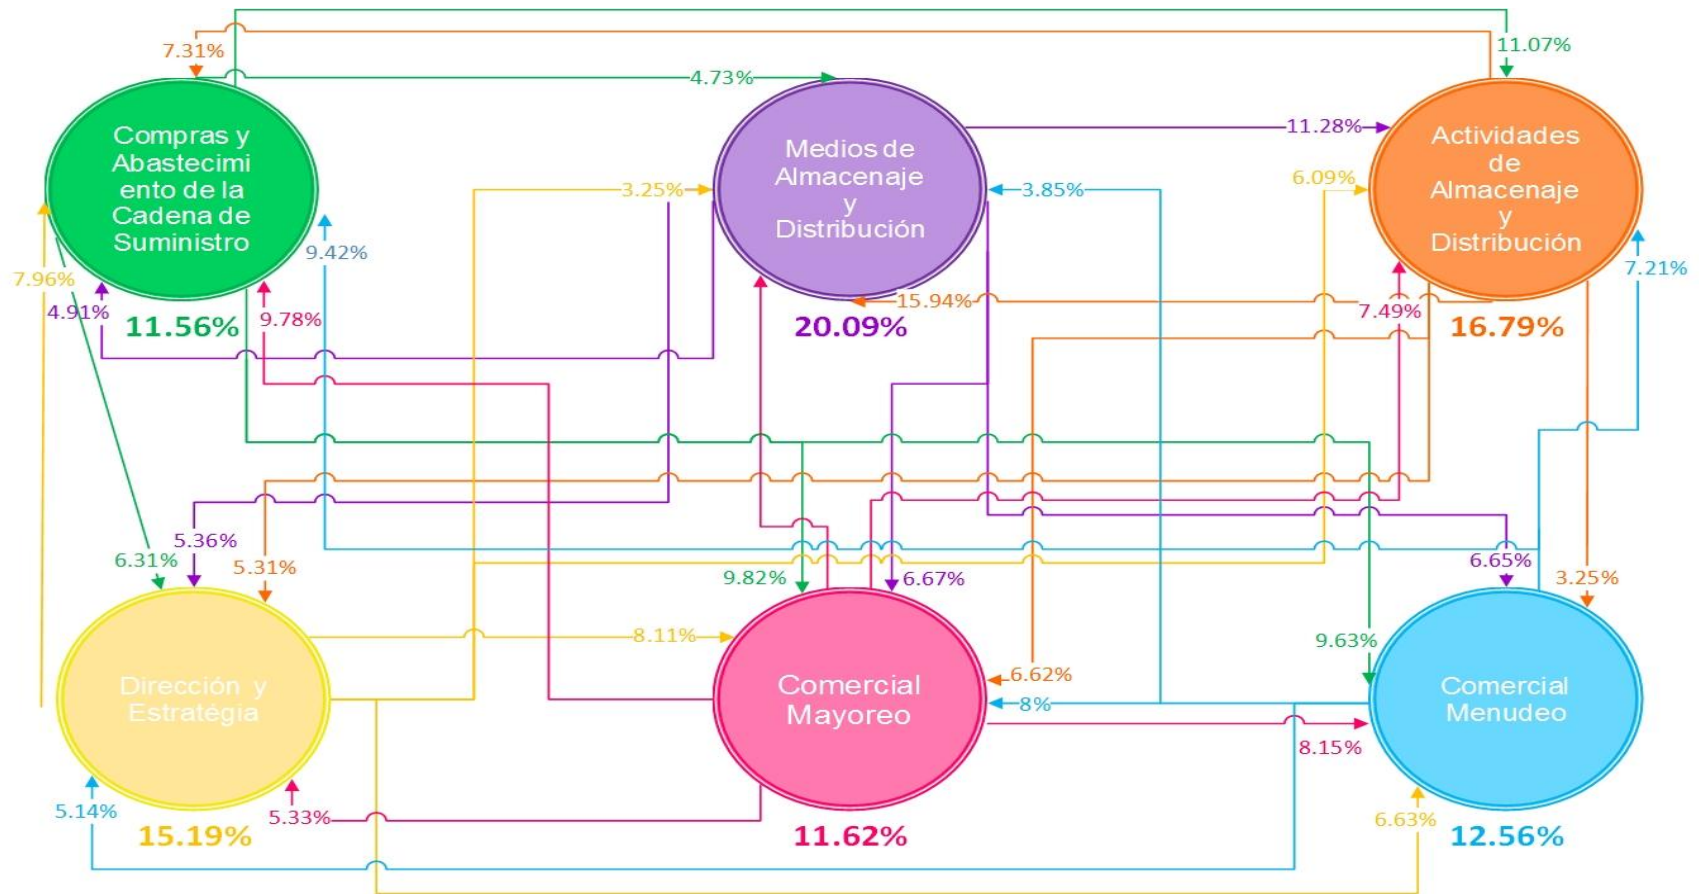 7.31%
11.07%
4.73%
Compras y
Abastecimi
ento de la
Cadena de
Suministro
Medios de
Almacenaje
y
Distribución
11.28%
Actividades
de
Almacenaje
y
Distribución
3.25%
3.85%
6.09%
9.42%
7.96%
7.21%
4.91%
11.56%
9.78%
20.09%
15.94%
7.49%
16.79%
5.36%
6.31%
5.31%
9.82%
6.67%
6.65%
3.25%
8.11%
9.63%
Dirección y
Estratégia
Comercial
Mayoreo
6.62%
8%
Comercial
Menudeo
8.15%
5.14%
5.33%
6.63%
15.19%
11.62%
12.56%